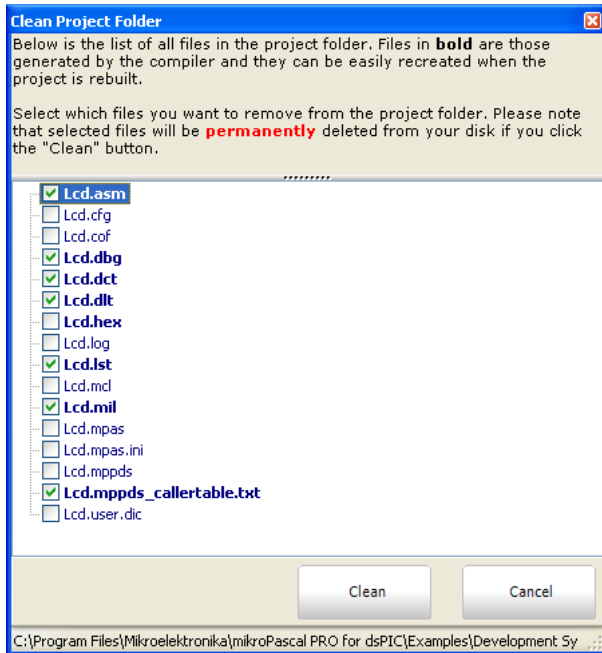 Clean Project Folder
Below is the list of all files in the project folder. Files in bold are those
generated by the compiler and they can be easily recreated when the
project is rebuilt.
Select which files you want to remove from the project folder. Please note
that selected files will be permanently deleted from your disk if you click
the "Clean" button.
Lcd.asm
Lcd.cfg
Lcd.cof
Lcd.dbg
Lcd.dct
Lcd.dlt
Lcd.hex
Lcd.log
Lcd.lst
Lcd.mcl
Lcd.mil
Lcd.mpas
Lcd.mpas.ini
Lcd.mppds
Lcd.mppds_callertable.txt
Lcd.user.dic
Clean Cancel
C:\Program Files\Mikroelektronika\mikroPascal PRO for dsPIC\Examples\Development Sy